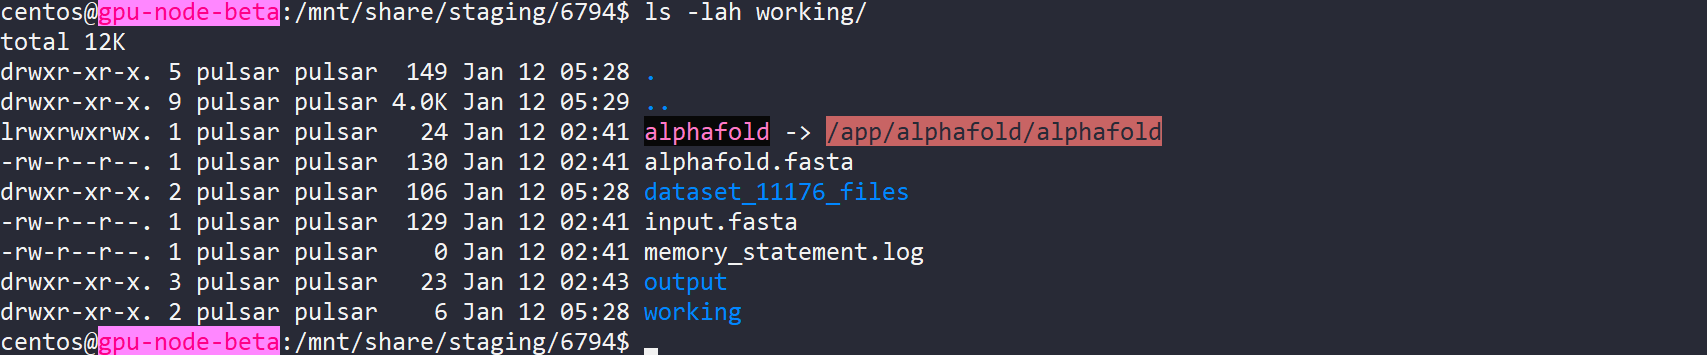 centos@gpu-node-beta:/mnt/share/staging/6794$ ls -lah working/
total 12K
drwxr-xr-x. 5 pulsar pulsar  149 Jan 12 05:28 .
drwxr-xr-x. 9 pulsar pulsar 4.0K Jan 12 05:29 ..
lrwxrwxrwx. 1 pulsar pulsar   24 Jan 12 02:41 alphafold -> /app/alphafold/alphafold
-rw-r--r--. 1 pulsar pulsar  130 Jan 12 02:41 alphafold.fasta
drwxr-xr-x. 2 pulsar pulsar  106 Jan 12 05:28 dataset_11176_files
-rw-r--r--. 1 pulsar pulsar  129 Jan 12 02:41 input.fasta
-rw-r--r--. 1 pulsar pulsar    0 Jan 12 02:41 memory_statement.log
drwxr-xr-x. 3 pulsar pulsar   23 Jan 12 02:43 output
drwxr-xr-x. 2 pulsar pulsar    6 Jan 12 05:28 working
centos@gpu-node-beta:/mnt/share/staging/6794$